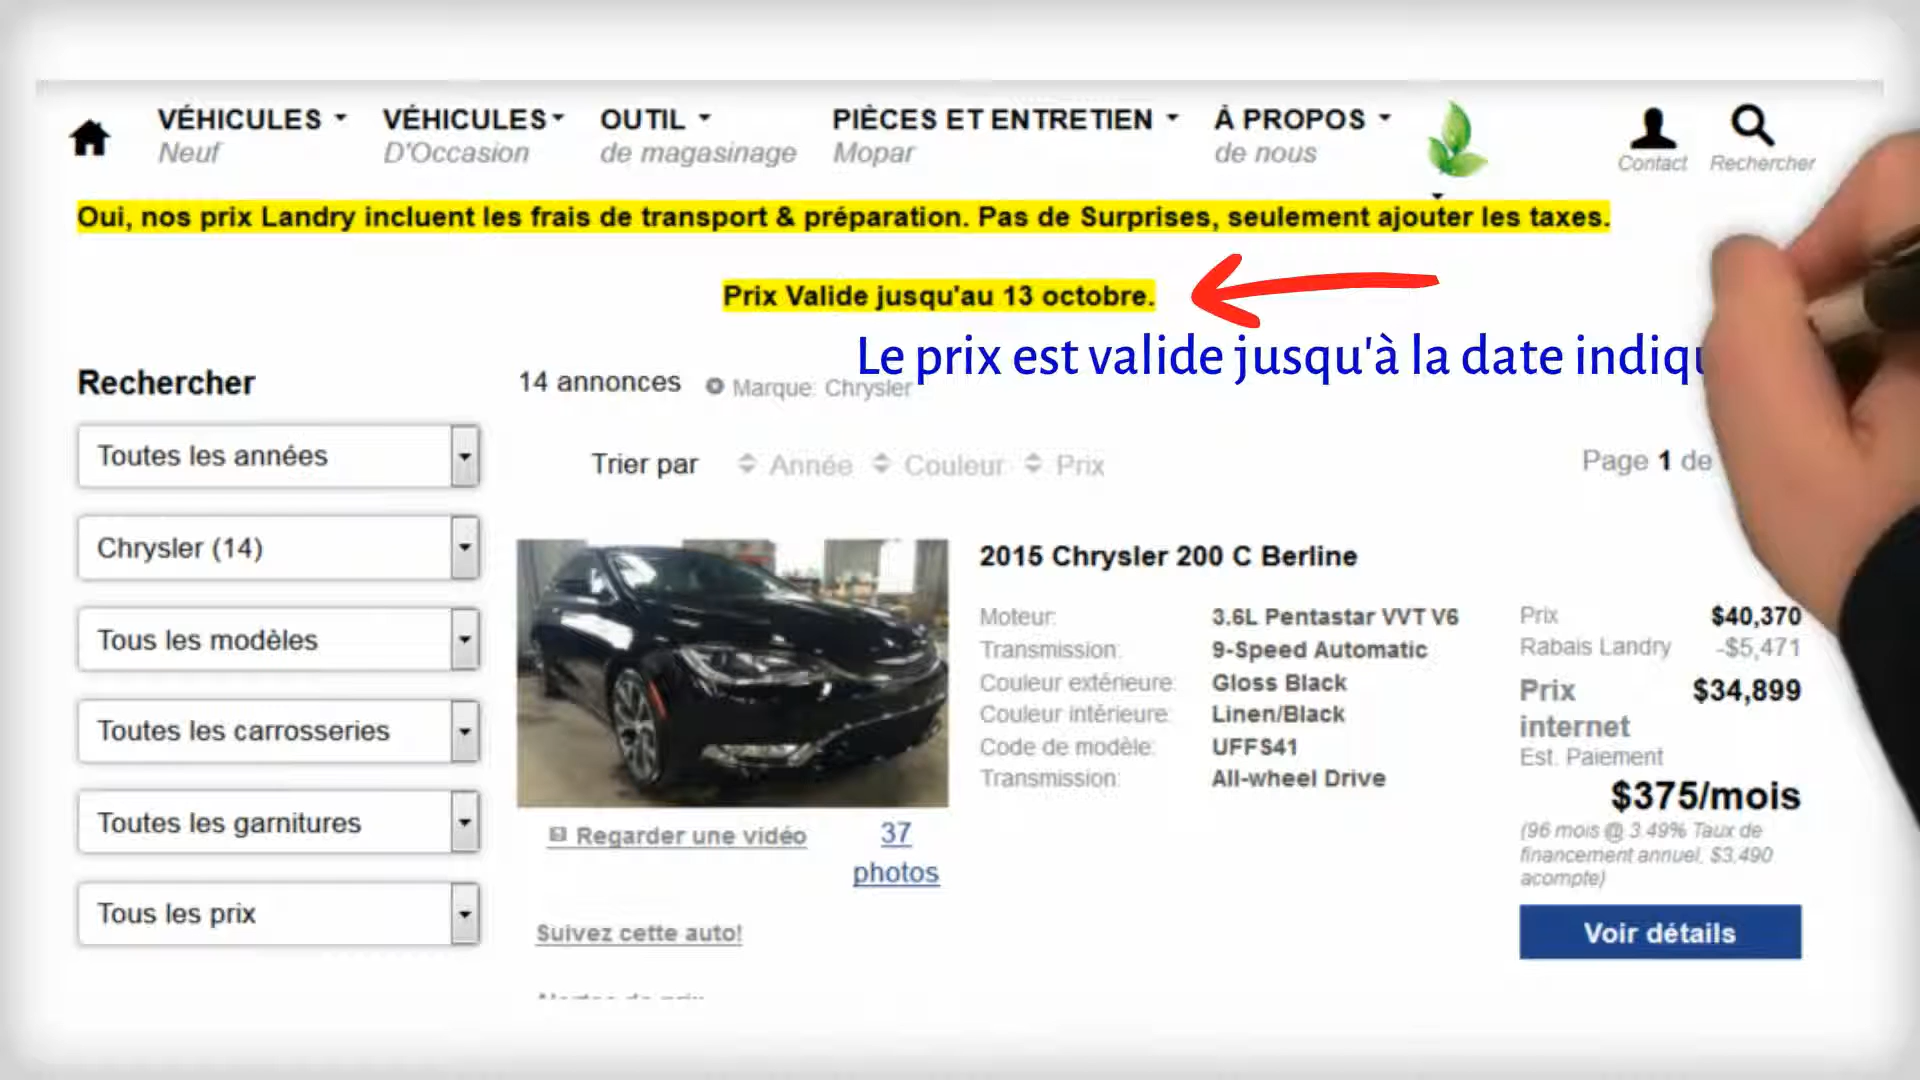 VÉHICULES
Neuf
VÉHICULES
D'Occasion
OUTIL
de magasinage
PIÈCES ET ENTRETIEN
Mopar
À PROPOS
de nous
Contact
Rechercher
Oui, nos prix Landry incluent les frais de transport & préparation. Pas de Surprises, seulement ajouter les taxes.
Prix Valide jusqu'au 13 octobre.
Le prix est valide jusqu'à la date indiqu
Rechercher
14 annonces
Marque: Chrysler
Toutes les années
Trier par Année Couleur Prix
Page 1 de
Chrysler (14)
Tous les modèles
Toutes les carrosseries
Toutes les garnitures
Tous les prix
2015 Chrysler 200 C Berline
Moteur: 3.6L Pentastar VVT V6
Transmission: 9-Speed Automatic
Couleur extérieure: Gloss Black
Couleur intérieure: Linen/Black
Code de modèle: UFFS41
Transmission: All-wheel Drive
Prix $40,370
Rabais Landry -$5,471
Prix $34,899
internet
Est. Paiement
$375/mois
(96 mois @ 3.49% Taux de
financement annuel, $3,490
acompte)
Voir détails
Regarder une vidéo
37
photos
Suivez cette auto!